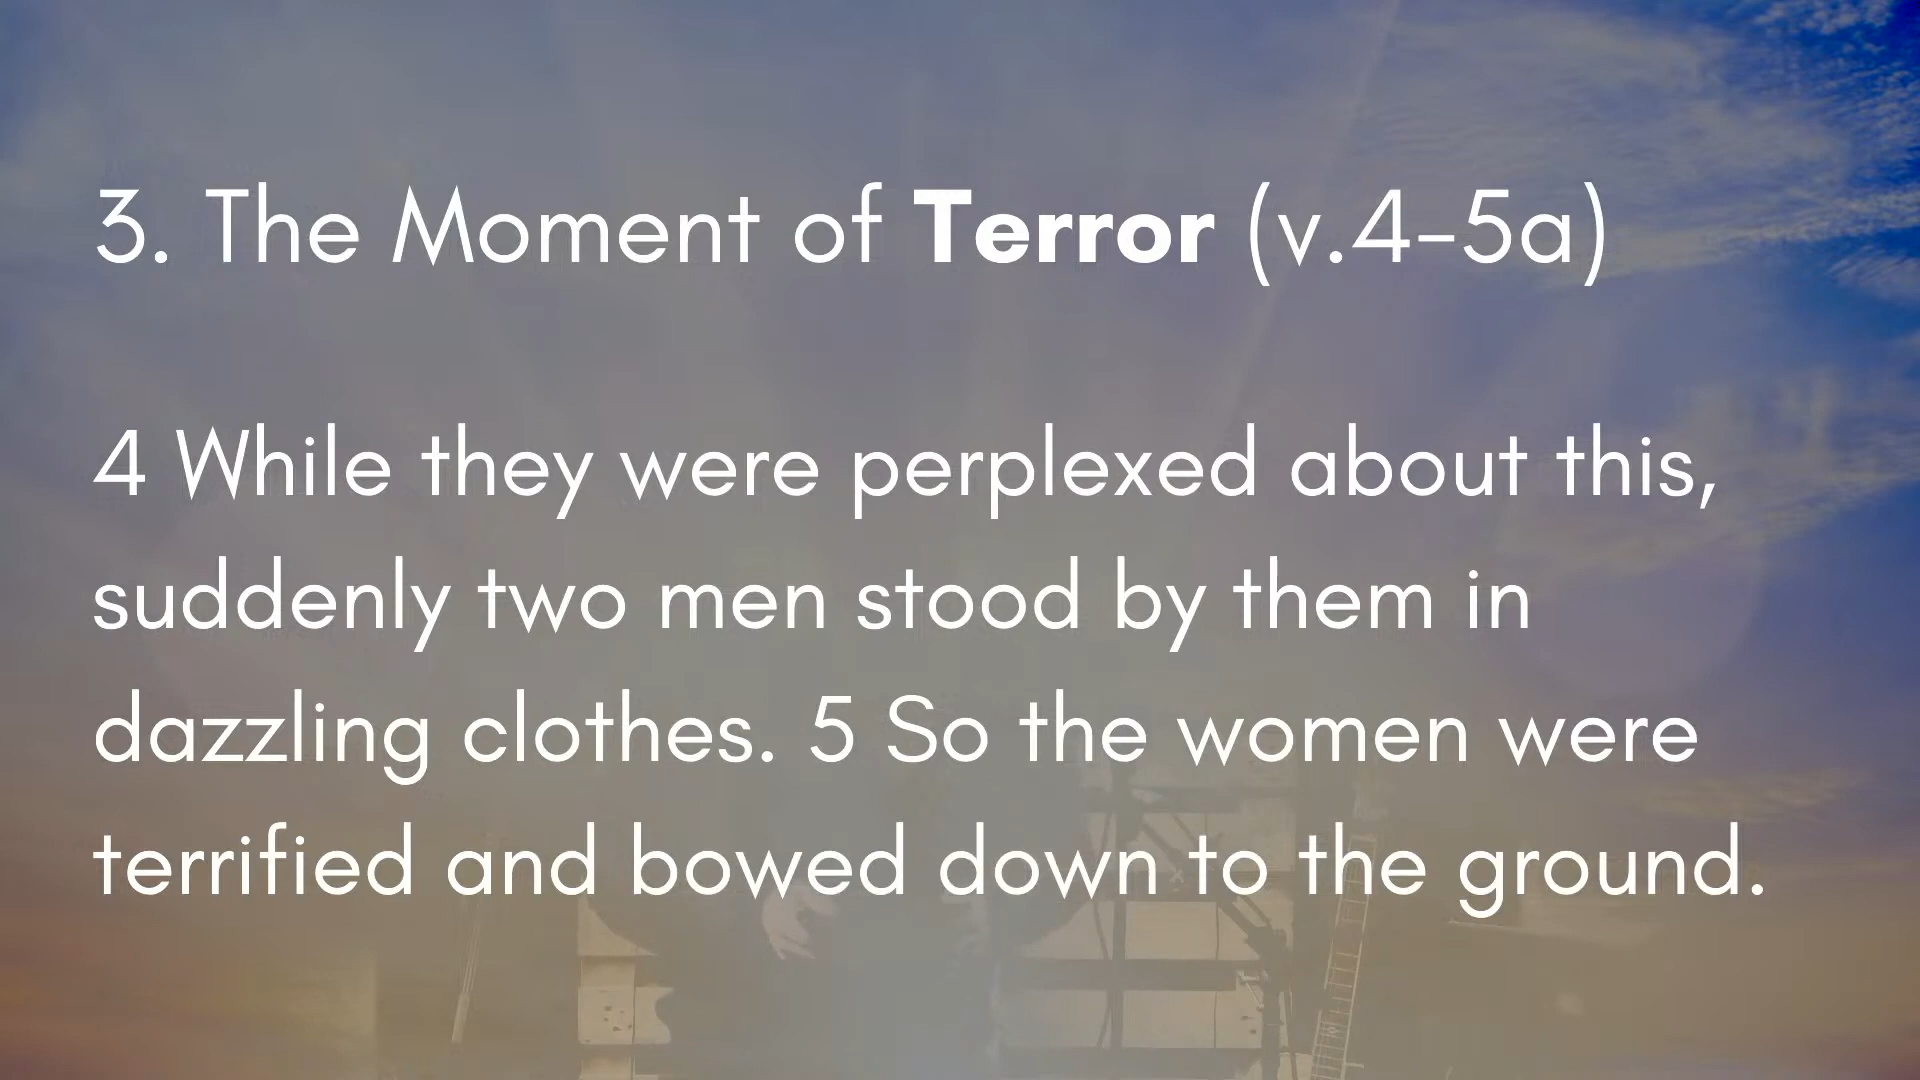 3. The Moment of Terror (v.4–5a)
4 While they were perplexed about this,
suddenly two men stood by them in
dazzling clothes. 5 So the women were
terrified and bowed down to the ground.